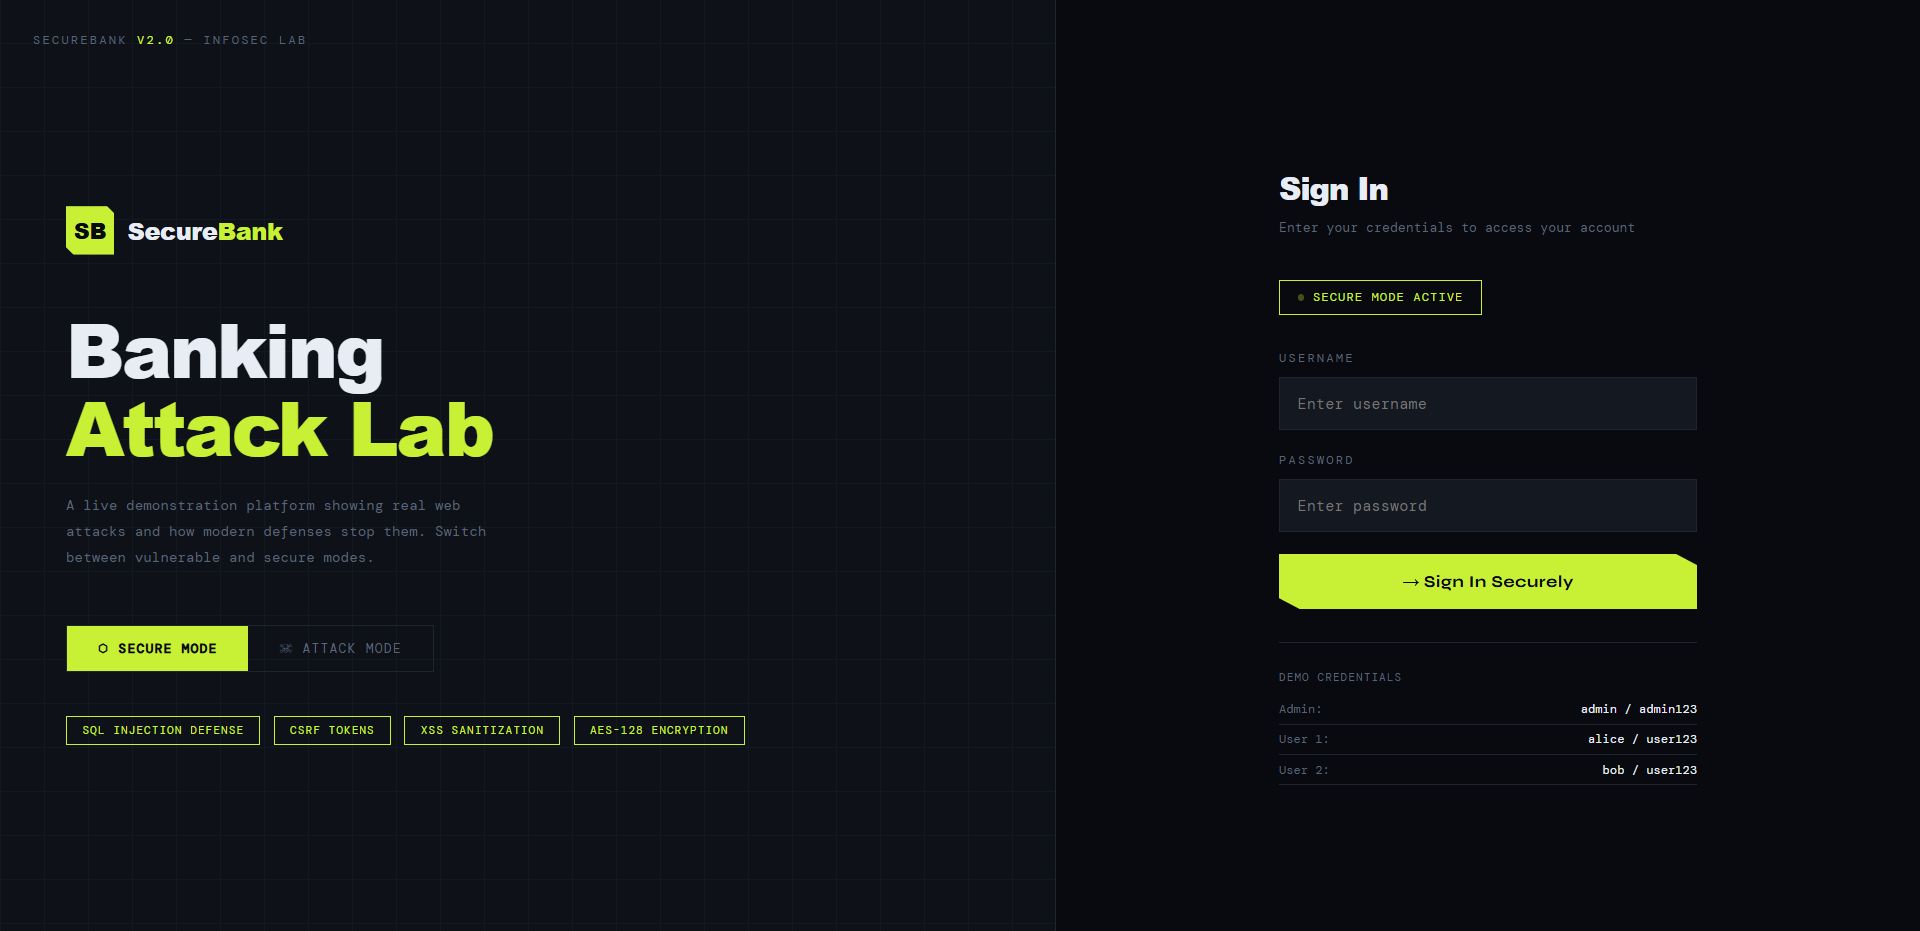 SECUREBANK V2.0 — INFOSEC LAB
SB
SecureBank
Banking
Attack Lab
A live demonstration platform showing real web
attacks and how modern defenses stop them. Switch
between vulnerable and secure modes.
⬡ SECURE MODE
☠ ATTACK MODE
SQL INJECTION DEFENSE
CSRF TOKENS
XSS SANITIZATION
AES-128 ENCRYPTION
Sign In
Enter your credentials to access your account
SECURE MODE ACTIVE
USERNAME
Enter username
PASSWORD
Enter password
→ Sign In Securely
DEMO CREDENTIALS
Admin: admin / admin123
User 1: alice / user123
User 2: bob / user123